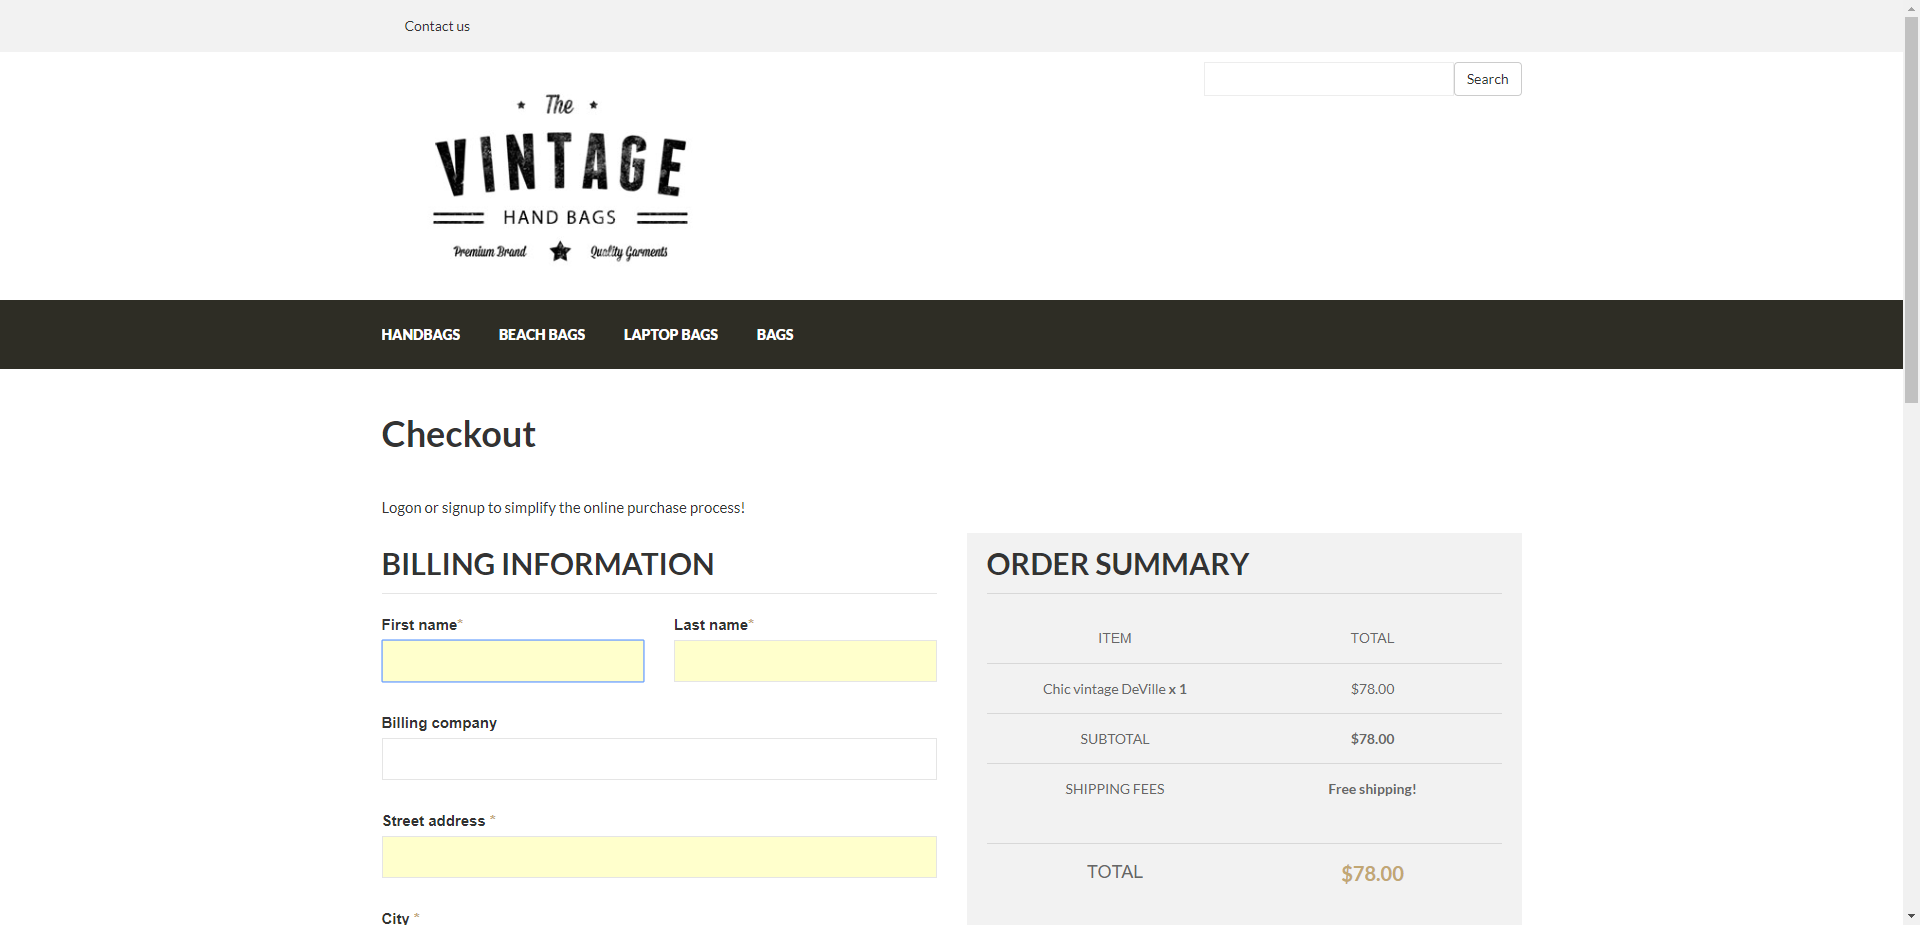 Contact us
Search
The
VINTAGE
HAND BAGS
Premium Brand Quality Garments
HANDBAGS BEACH BAGS LAPTOP BAGS BAGS
Checkout
Logon or signup to simplify the online purchase process!
BILLING INFORMATION
First name* Last name*
Billing company
Street address *
City *
ORDER SUMMARY
ITEM TOTAL
Chic vintage DeVille x 1 $78.00
SUBTOTAL $78.00
SHIPPING FEES Free shipping!
TOTAL $78.00